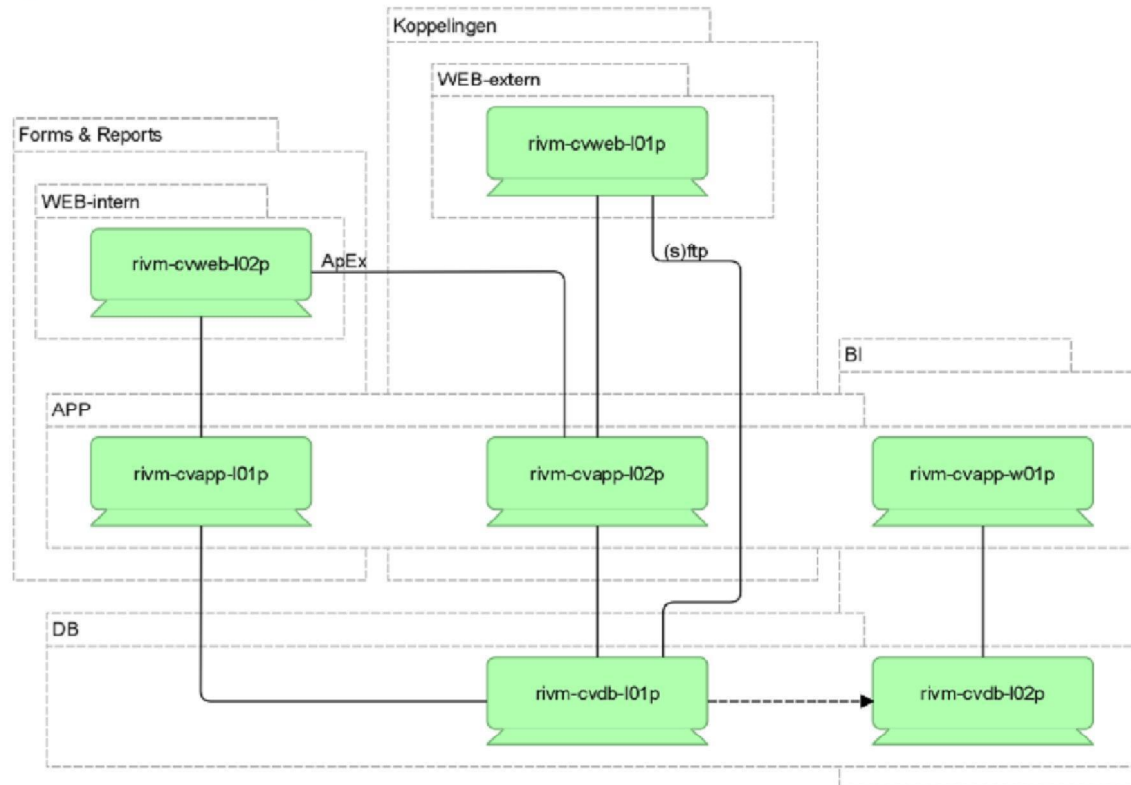 Koppelingen
WEB-extern
rivm-cvweb-l01p
Forms & Reports
WEB-intern
rivm-cvweb-l02p
ApEx
(s)ftp
BI
APP
rivm-cvapp-l01p
rivm-cvapp-l02p
rivm-cvapp-w01p
DB
rivm-cvdb-l01p
rivm-cvdb-l02p